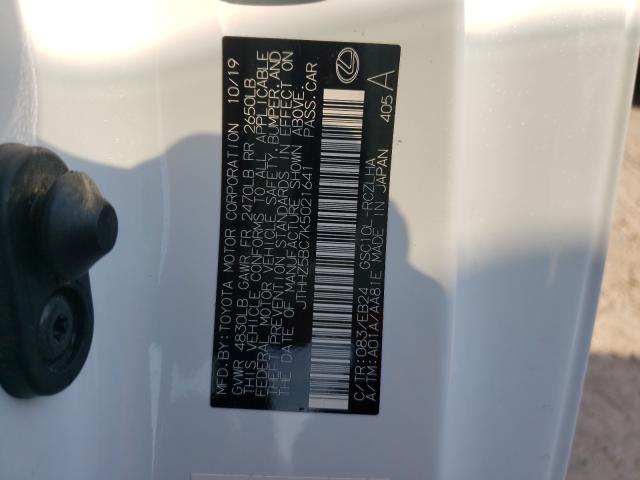 MFD.BY:TOYOTA MOTOR CORPORATION 10/19
GVWR 4830LB GAWR FR 2470LB RR 2650LB
THIS VEHICLE CONFORMS TO ALL APPLICABLE
FEDERAL MOTOR VEHICLE SAFETY, BUMPER, AND
THEFT PREVENTION STANDARDS IN EFFECT ON
THE DATE OF MANUFACTURE SHOWN ABOVE.
JTHHZ5BC7K5021641 PASS.CAR
C/TR:083/EB24 GSC10L-RCZLHA 405 A
A/TM:A01A/AA81E MADE IN JAPAN